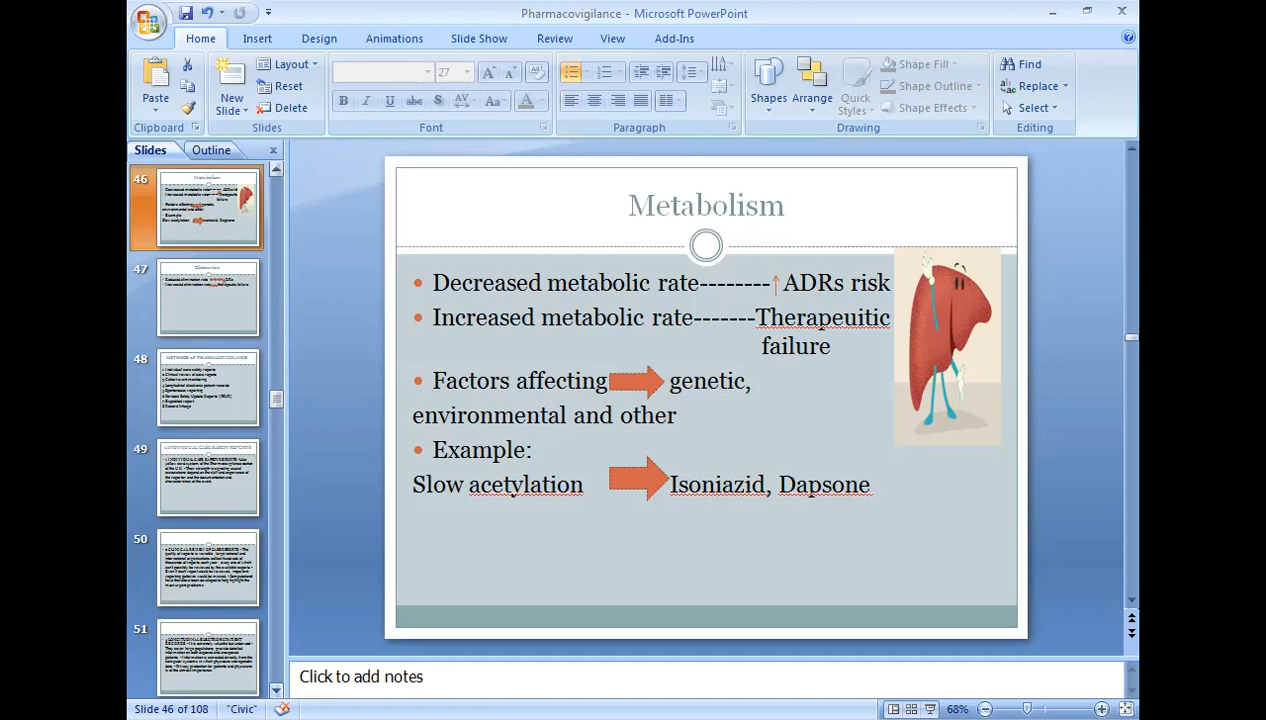 Pharmacovigilance - Microsoft PowerPoint
Home Insert Design Animations Slide Show Review View Add-Ins
Paste
Clipboard
New Slide
Layout
Reset
Delete
Slides
27
B I U abc S AV Aa A
Font
Paragraph
Shapes Arrange Quick Styles
Shape Fill
Shape Outline
Shape Effects
Drawing
Find
Replace
Select
Editing
Slides Outline
46
47
48
49
50
51
Metabolism
Decreased metabolic rate--------↑ADRs risk
Increased metabolic rate-------Therapeuitic
failure
Factors affecting genetic,
environmental and other
Example:
Slow acetylation Isoniazid, Dapsone
Click to add notes
Slide 46 of 108 "Civic" 68%